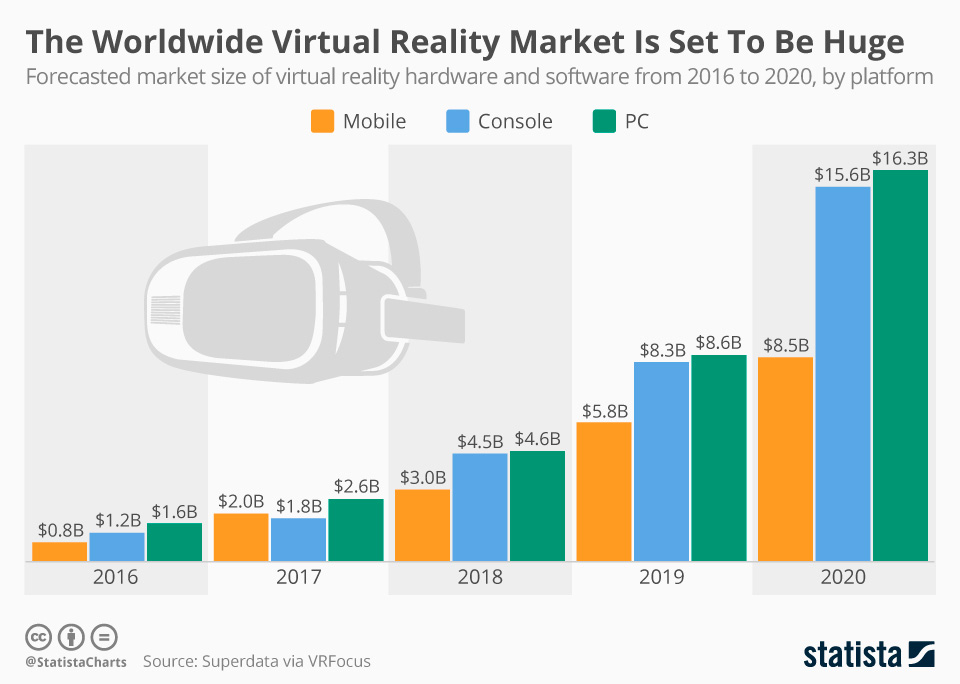 The Worldwide Virtual Reality Market Is Set To Be Huge
Forecasted market size of virtual reality hardware and software from 2016 to 2020, by platform
Mobile Console PC
$0.8B $1.2B $1.6B
$2.0B $1.8B $2.6B
$3.0B $4.5B $4.6B
$5.8B $8.3B $8.6B
$8.5B $15.6B $16.3B
2016 2017 2018 2019 2020
cc
@StatistaCharts Source: Superdata via VRFocus
statista